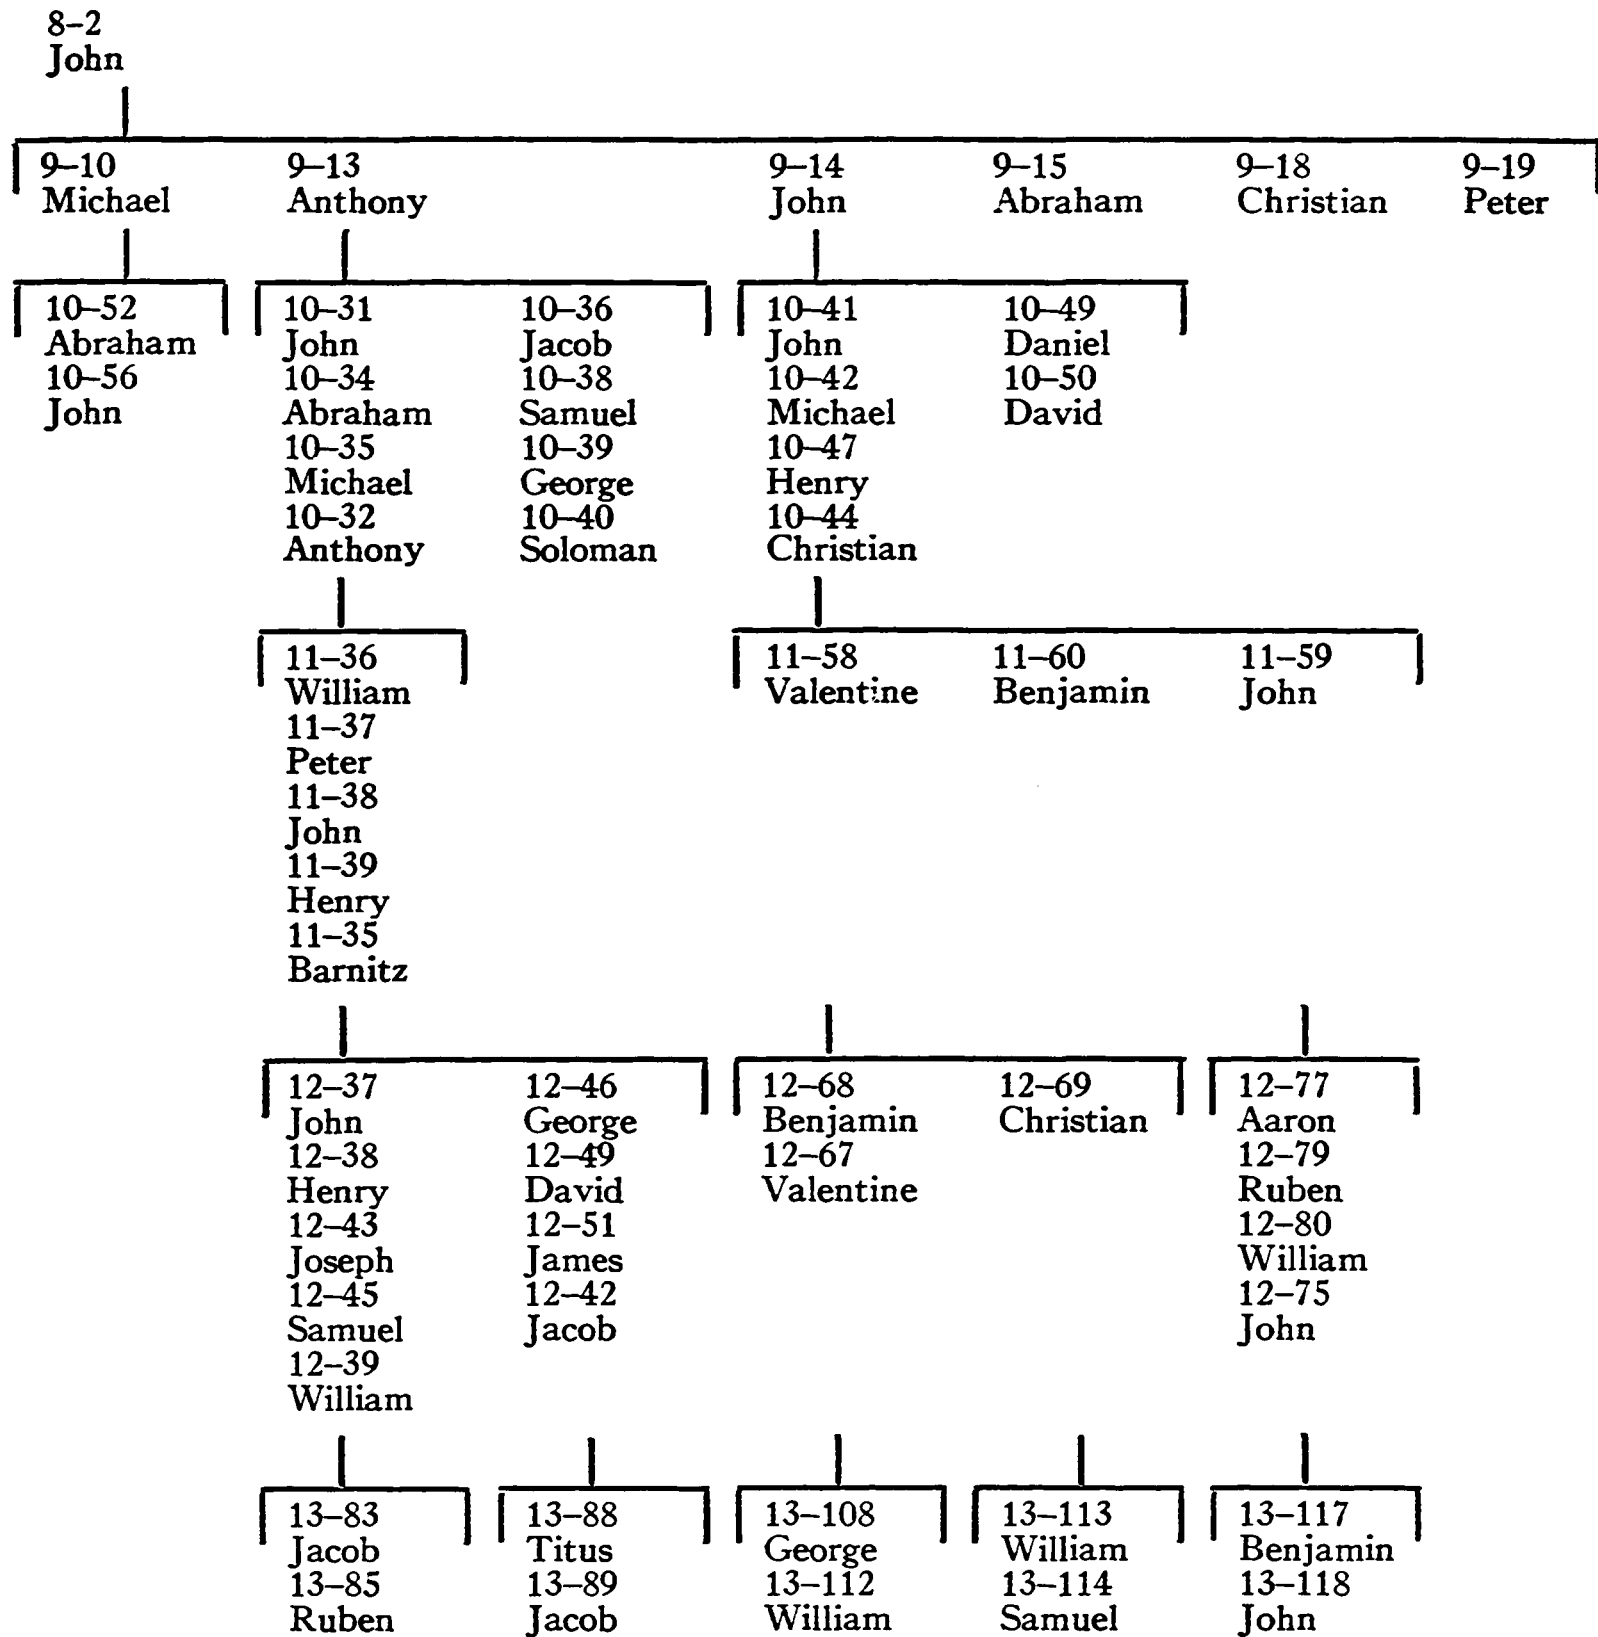 8–2
John
9–10 9–13 9–14 9–15 9–18 9–19
Michael Anthony John Abraham Christian Peter
10–52 10–31 10–36 10–41 10–49
Abraham John Jacob John Daniel
10–56 10–34 10–38 10–42 10–50
John Abraham Samuel Michael David
10–35 10–39 10–47
Michael George Henry
10–32 10–40 10–44
Anthony Soloman Christian
11–36 11–58 11–60 11–59
William Valentine Benjamin John
11–37
Peter
11–38
John
11–39
Henry
11–35
Barnitz
12–37 12–46 12–68 12–69 12–77
John George Benjamin Christian Aaron
12–38 12–49 12–67 12–79
Henry David Valentine Ruben
12–43 12–51 12–80
Joseph James William
12–45 12–42 12–75
Samuel Jacob John
12–39
William
13–83 13–88 13–108 13–113 13–117
Jacob Titus George William Benjamin
13–85 13–89 13–112 13–114 13–118
Ruben Jacob William Samuel John